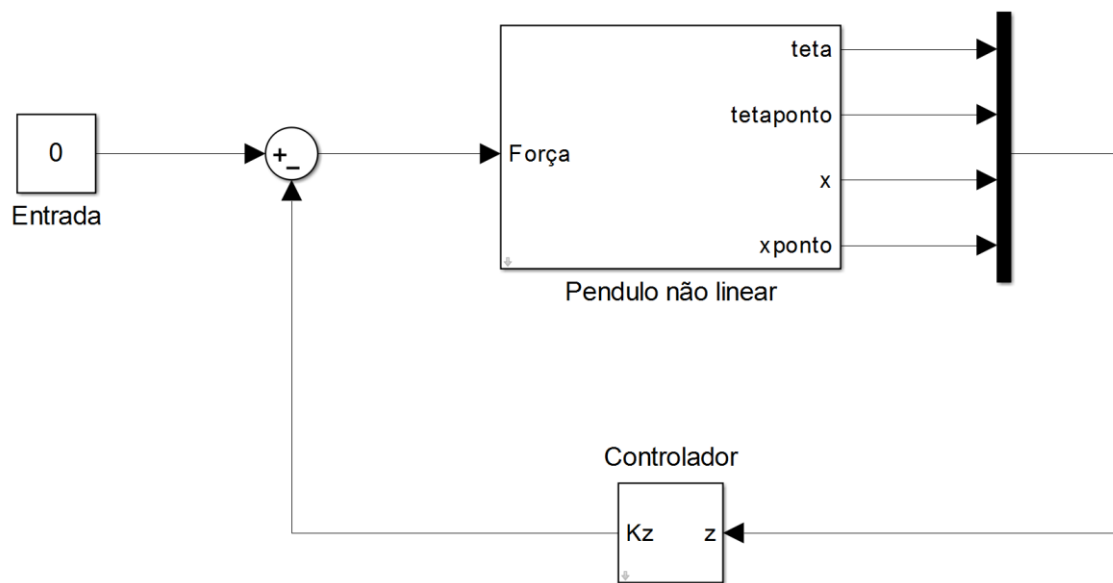 teta
tetaponto
0
Força
x
xponto
Entrada
Pendulo não linear
Controlador
Kz z